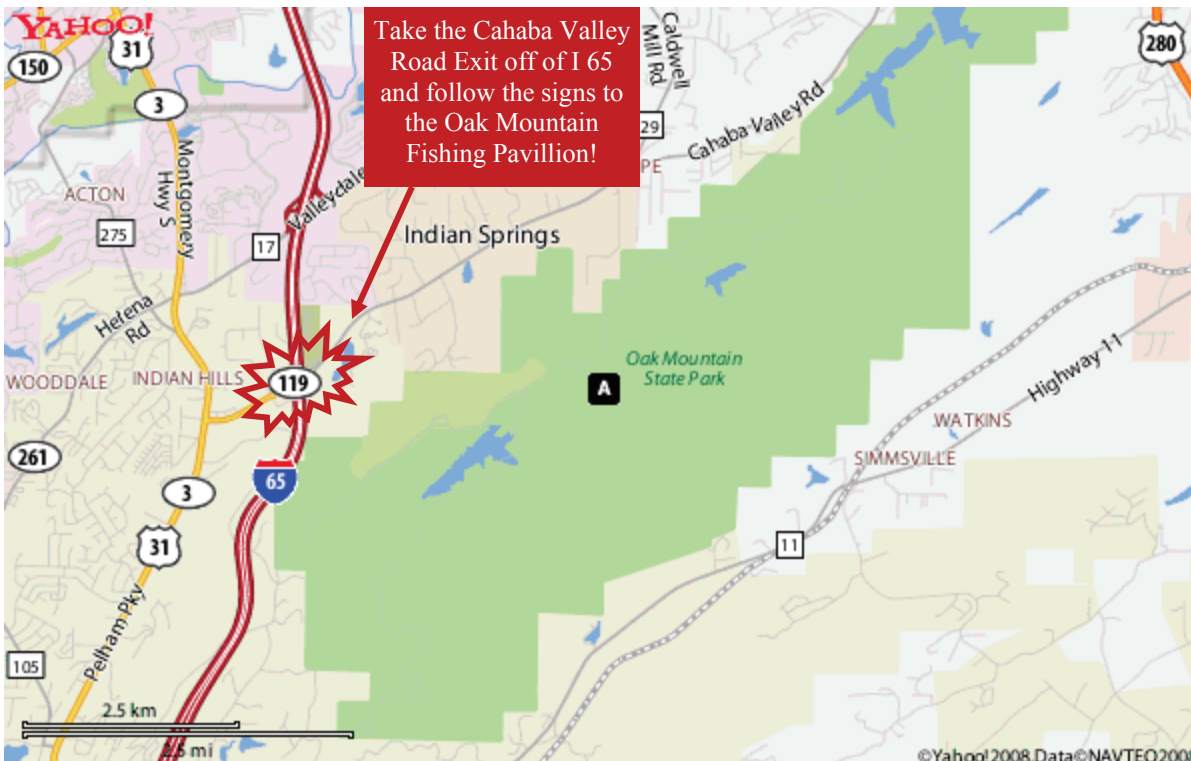 YAHOO!
31
150
3
Take the Cahaba Valley
Road Exit off of I 65
and follow the signs to
the Oak Mountain
Fishing Pavillion!
Caldwell
Mill Rd
280
29
Cahaba Valley Rd
PE
ACTON
Montgomery
Hwy S
275
17
Valleydale
Indian Springs
Helena
Rd
WOODDALE
INDIAN HILLS
119
Oak Mountain
State Park
A
Highway 11
WATKINS
SIMMSVILLE
261
65
3
31
11
Pelham Pky
105
2.5 km
mi
©Yahoo!2008,Data©NAVTEQ2008